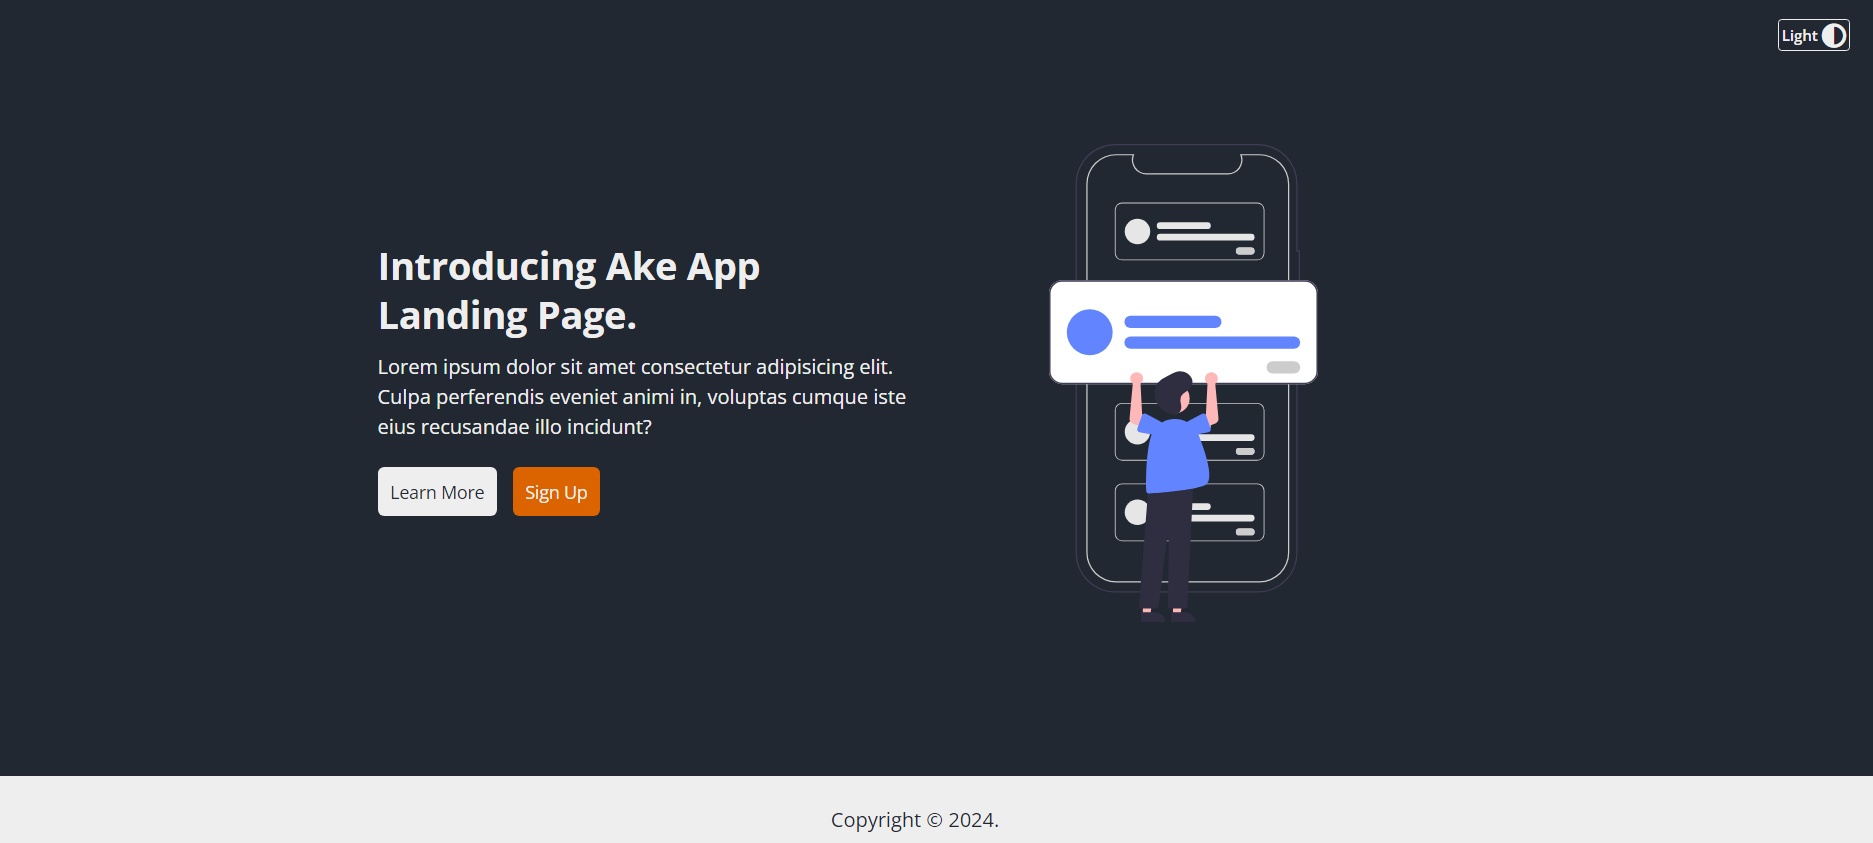 Light
Introducing Ake App
Landing Page.
Lorem ipsum dolor sit amet consectetur adipisicing elit.
Culpa perferendis eveniet animi in, voluptas cumque iste
eius recusandae illo incidunt?
Learn More
Sign Up
Copyright © 2024.